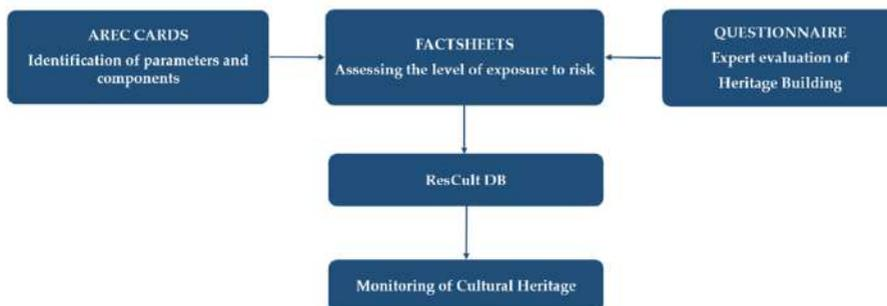 AREC CARDS
Identification of parameters and
components
FACTSHEETS
Assessing the level of exposure to risk
QUESTIONNAIRE
Expert evaluation of
Heritage Building
ResCult DB
Monitoring of Cultural Heritage